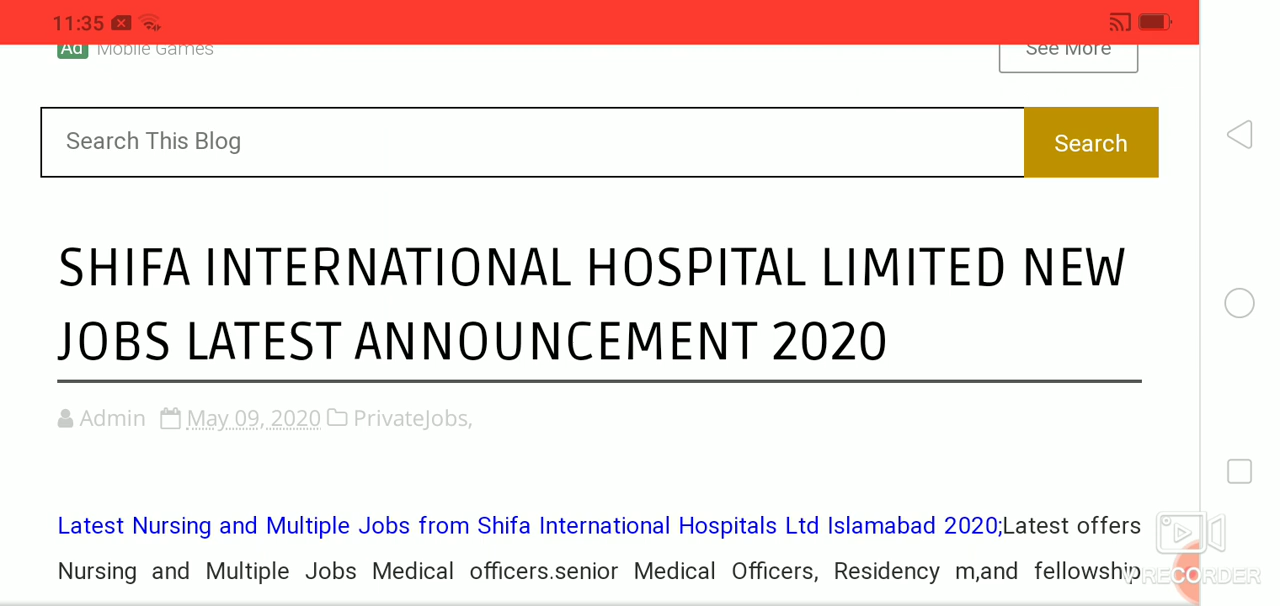 11:35
Ad Mobile Games
See More
Search This Blog
Search
SHIFA INTERNATIONAL HOSPITAL LIMITED NEW
JOBS LATEST ANNOUNCEMENT 2020
Admin May 09, 2020 PrivateJobs,
Latest Nursing and Multiple Jobs from Shifa International Hospitals Ltd Islamabad 2020;Latest offers
Nursing and Multiple Jobs Medical officers.senior Medical Officers, Residency m,and fellowship
V RECORDER